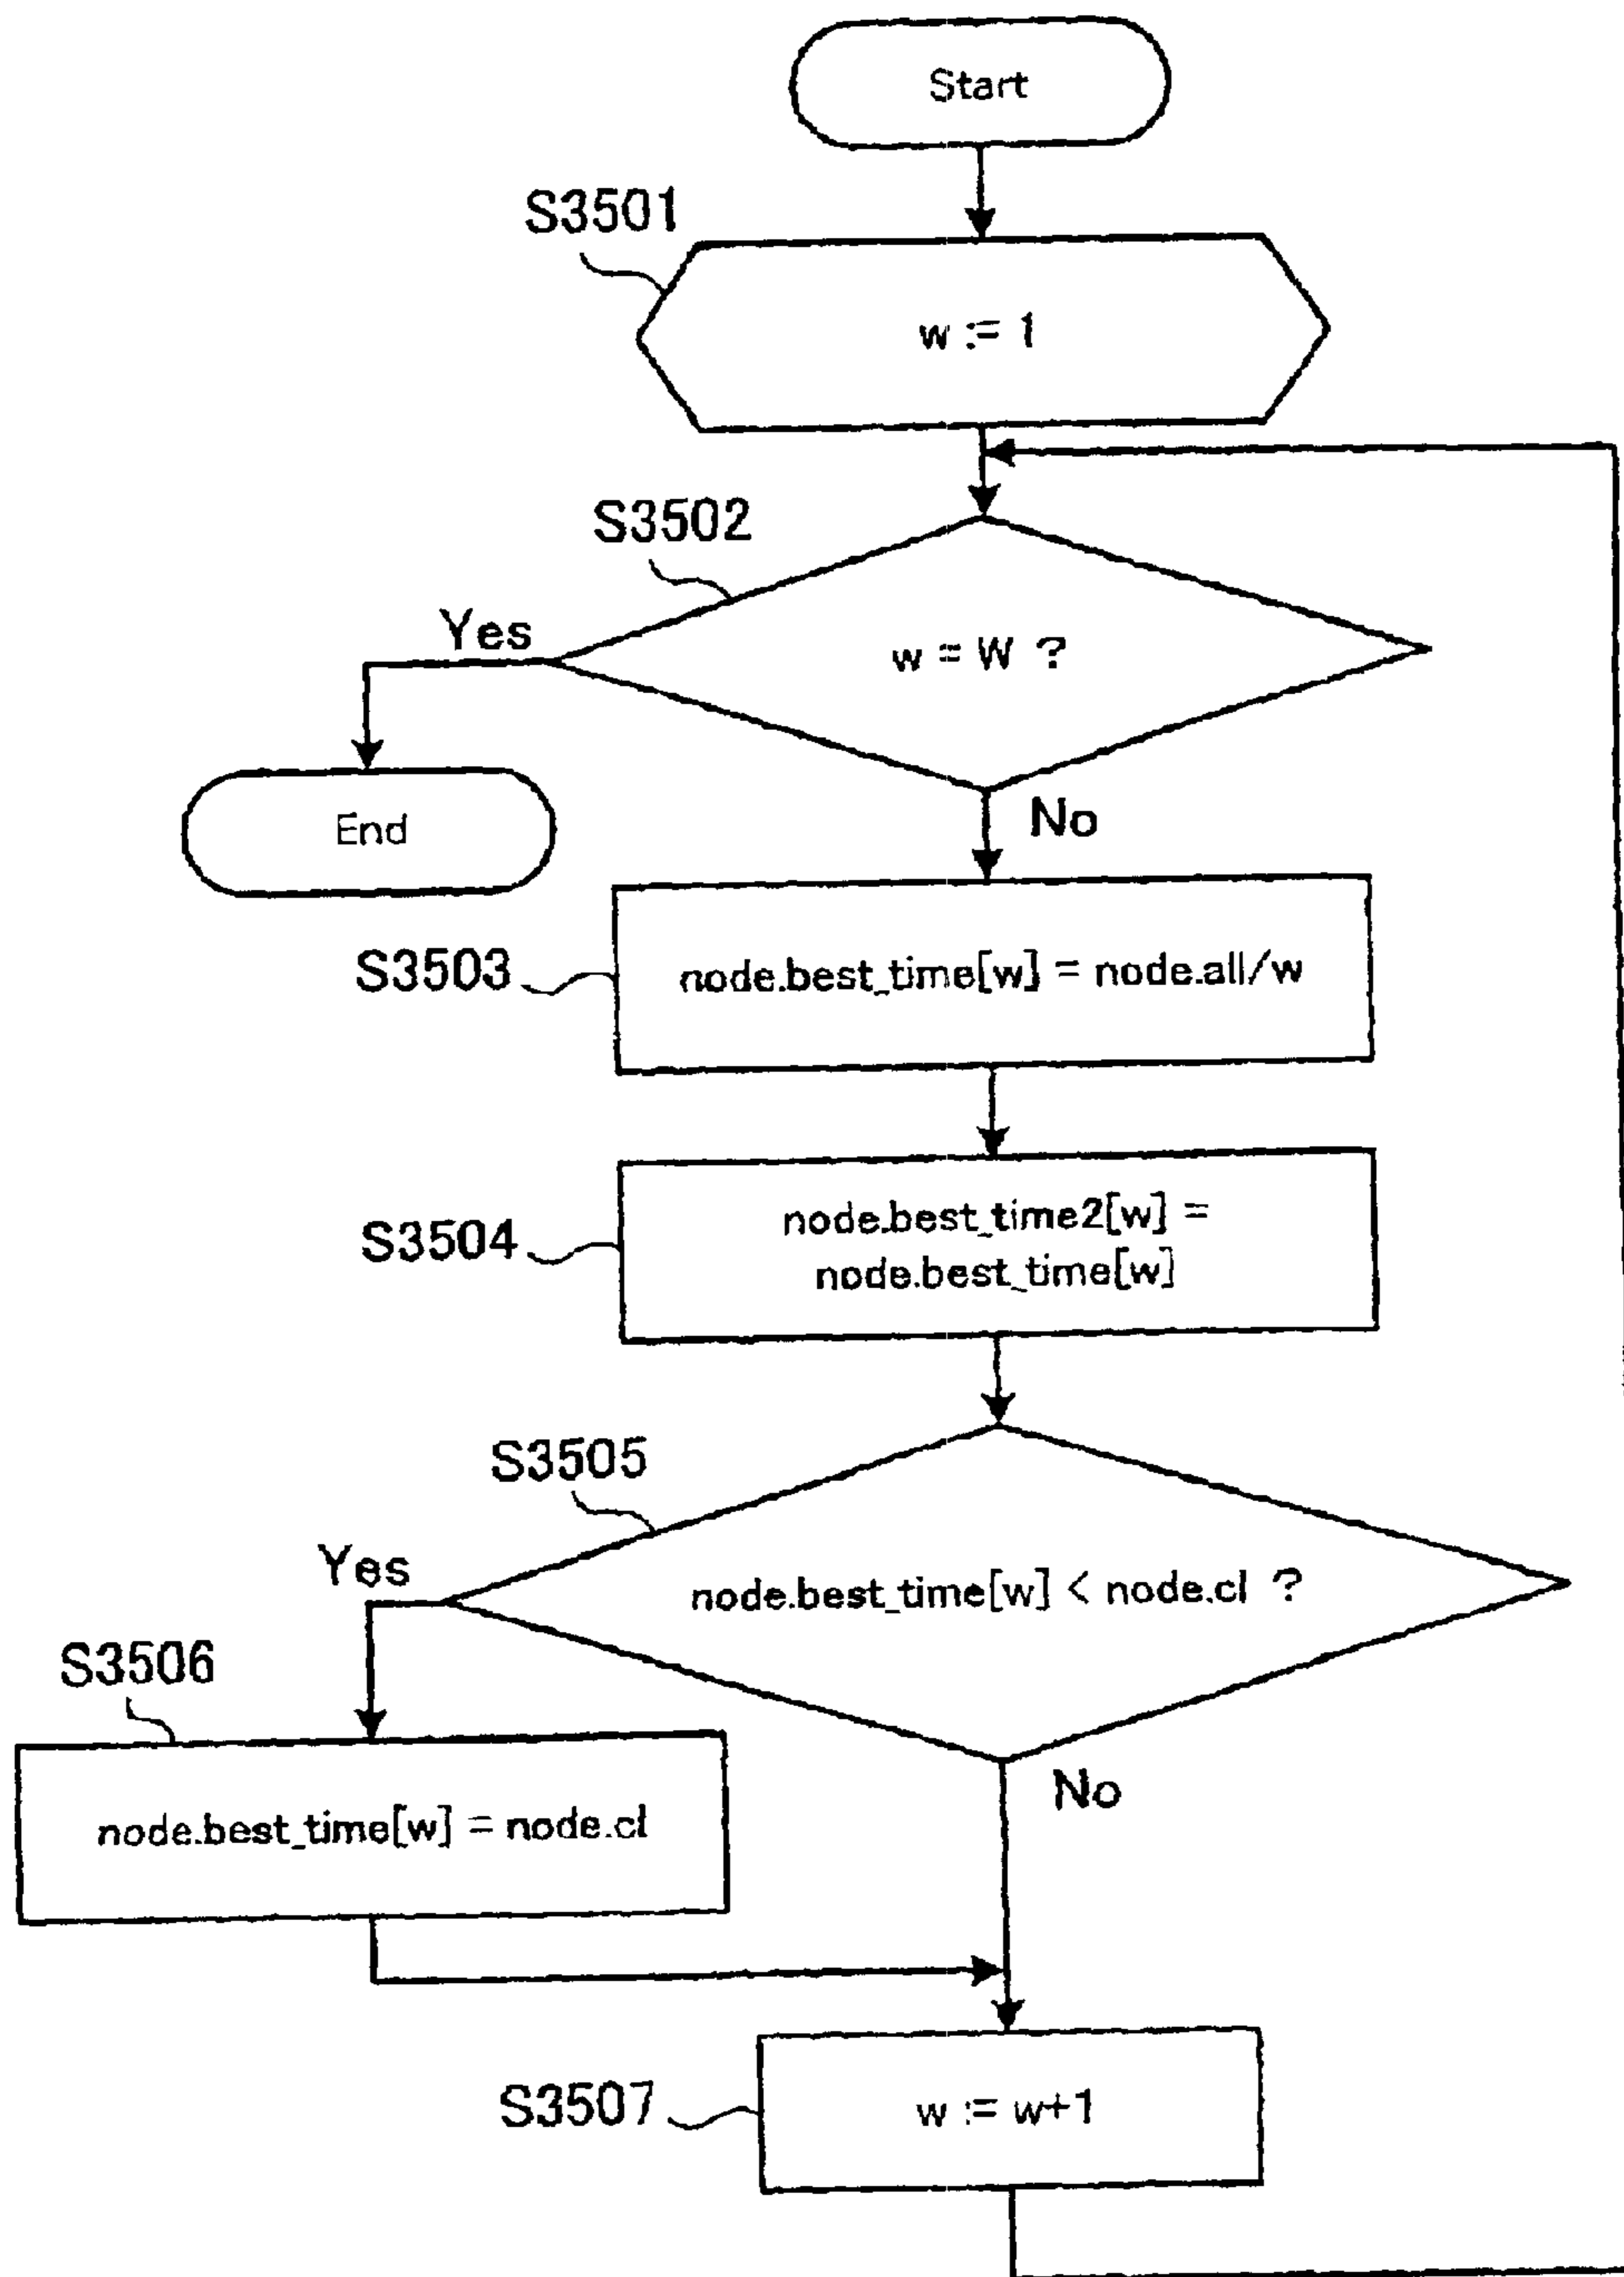 Start
S3501
w := 1
S3502
Yes
w = W ?
End
No
S3503
node.best_time[w] = node.all/w
S3504
node.best_time2[w] =
node.best_time[w]
S3505
Yes
node.best_time[w] < node.cl ?
S3506
No
node.best_time[w] = node.cl
S3507
w := w+1